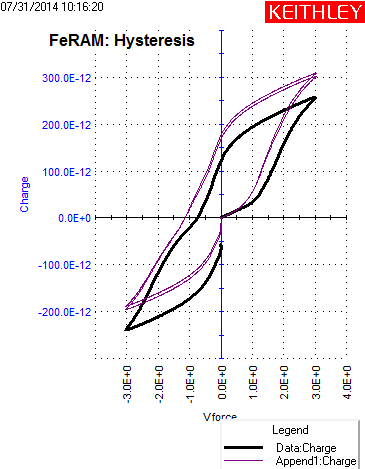 07/31/2014 10:16:20
KEITHLEY
FeRAM: Hysteresis
300.0E-12
200.0E-12
100.0E-12
0.0E+0
-100.0E-12
-200.0E-12
Charge
-3.0E+0
-2.0E+0
-1.0E+0
0.0E+0
1.0E+0
2.0E+0
3.0E+0
4.0E+0
Vforce
Legend
Data:Charge
Append1:Charge